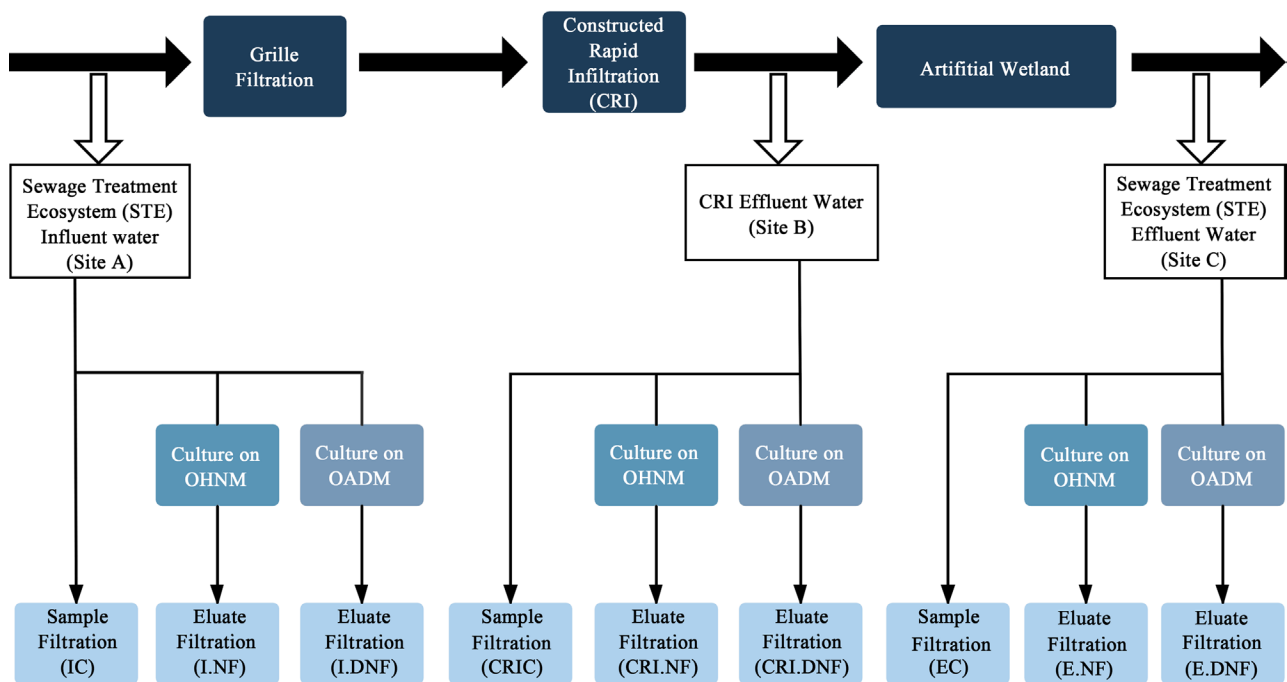 Grille
Filtration
Constructed
Rapid
Infiltration
(CRI)
Artifitial Wetland
Sewage Treatment
Ecosystem (STE)
Influent water
(Site A)
CRI Effluent Water
(Site B)
Sewage Treatment
Ecosystem (STE)
Effluent Water
(Site C)
Culture on
OHNM
Culture on
OADM
Culture on
OHNM
Culture on
OADM
Culture on
OHNM
Culture on
OADM
Sample
Filtration
(IC)
Eluate
Filtration
(I.NF)
Eluate
Filtration
(I.DNF)
Sample
Filtration
(CRIC)
Eluate
Filtration
(CRI.NF)
Eluate
Filtration
(CRI.DNF)
Sample
Filtration
(EC)
Eluate
Filtration
(E.NF)
Eluate
Filtration
(E.DNF)